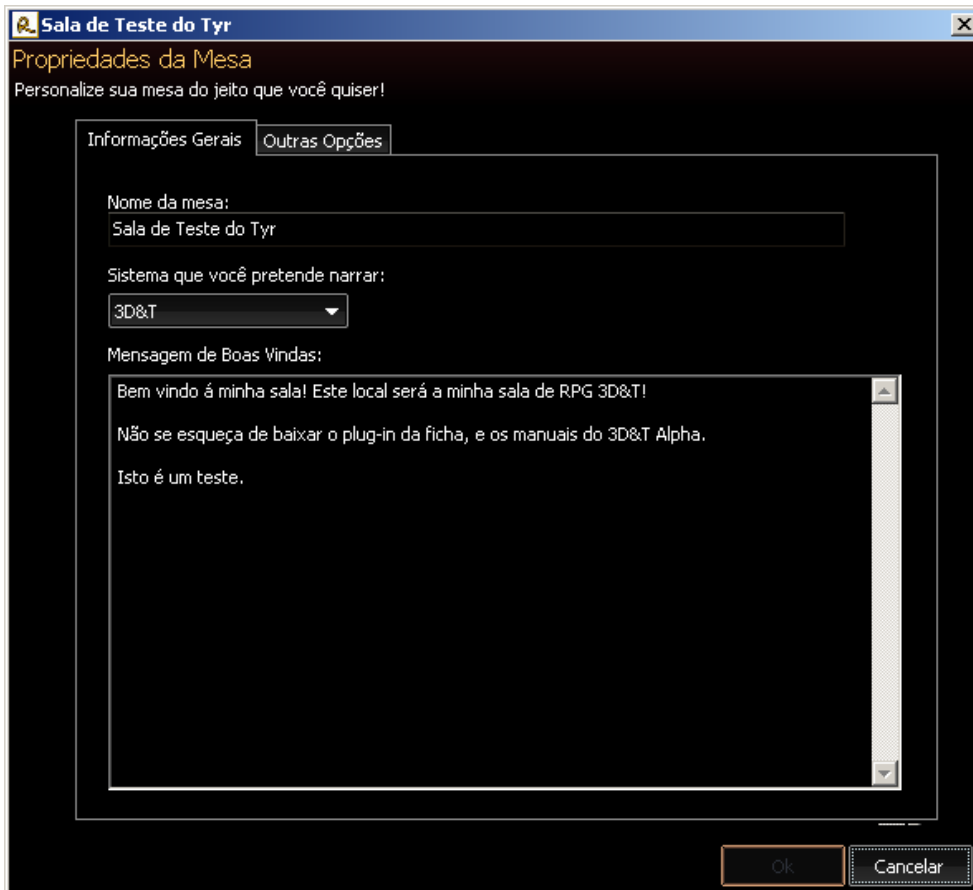 Sala de Teste do Tyr
Propriedades da Mesa
Personalize sua mesa do jeito que você quiser!
Informações Gerais
Outras Opções
Nome da mesa:
Sala de Teste do Tyr
Sistema que você pretende narrar:
3D&T
Mensagem de Boas Vindas:
Bem vindo á minha sala! Este local será a minha sala de RPG 3D&T!
Não se esqueça de baixar o plug-in da ficha, e os manuais do 3D&T Alpha.
Isto é um teste.
Ok
Cancelar